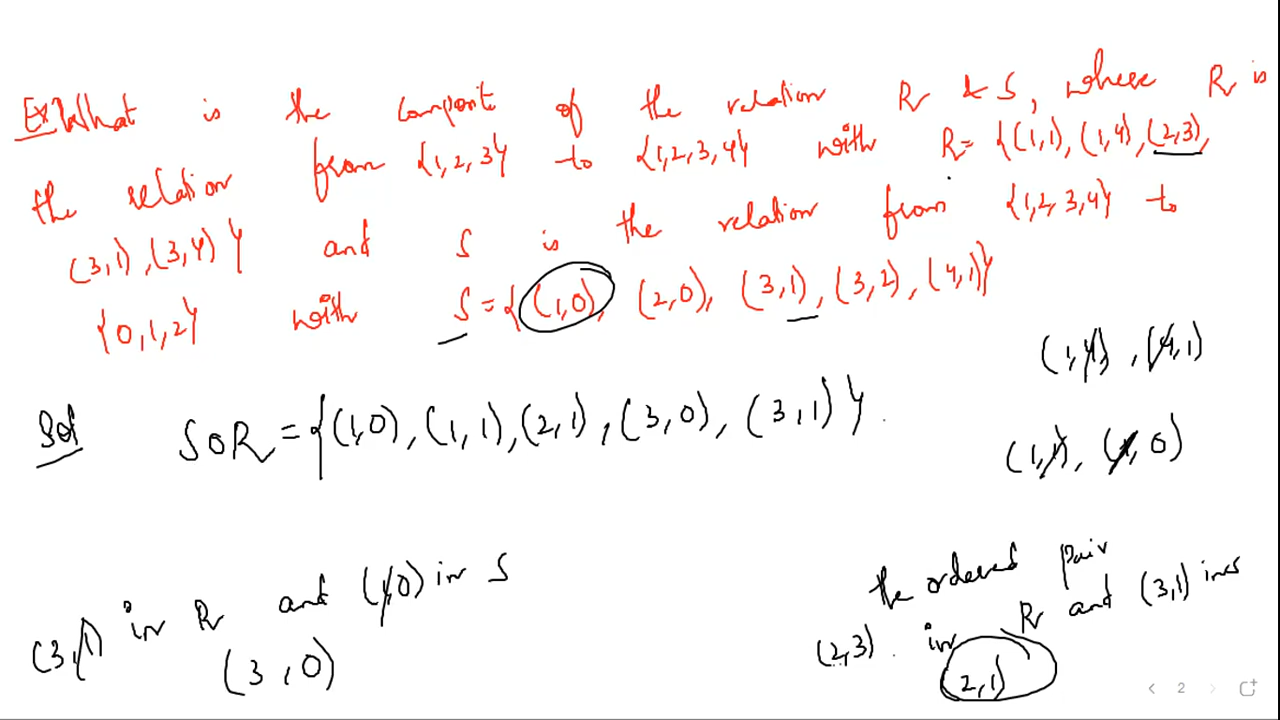 Ex What is the composite of the relation R & S, where R is
the relation from {1,2,3} to {1,2,3,4} with R= {(1,1), (1,4), (2,3),
(3,1), (3,4)} and S is the relation from {1,2,3,4} to
{0,1,2} with S = {(1,0), (2,0), (3,1), (3,2), (4,1)}
(1,4), (4,1)
Sol SOR = {(1,0), (1,1), (2,1), (3,0), (3,1)}.
(1,1), (1,0)
the ordered pair
(2,3) in R and (3,1) in S
2,1)
(3,1) in R and (1,0) in S
(3,0)
2